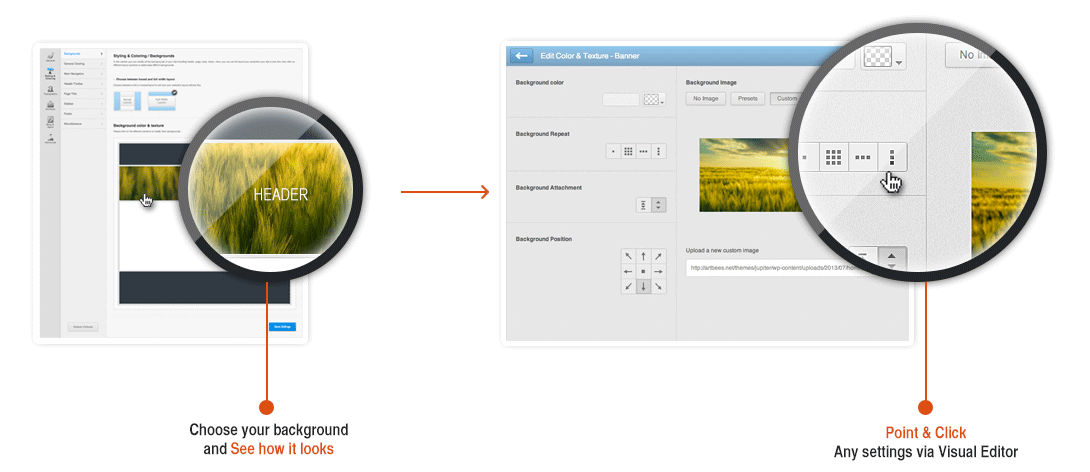 Backgrounds
General Coloring
Main Navigation
Header Toolbar
Page Title
Sidebar
Footer
Miscellaneous
Styling & Coloring / Backgrounds
Choose between boxed and full width layout
Background color & texture
HEADER
Restore Defaults
Save Settings
Choose your background
and See how it looks
Edit Color & Texture - Banner
Background color
Background Repeat
Background Attachment
Background Position
Background Image
No Image
Presets
Custom
Upload a new custom image
http://artbees.net/themes/jupiter/wp-content/uploads/2013/07/
No Im
Point & Click
Any settings via Visual Editor